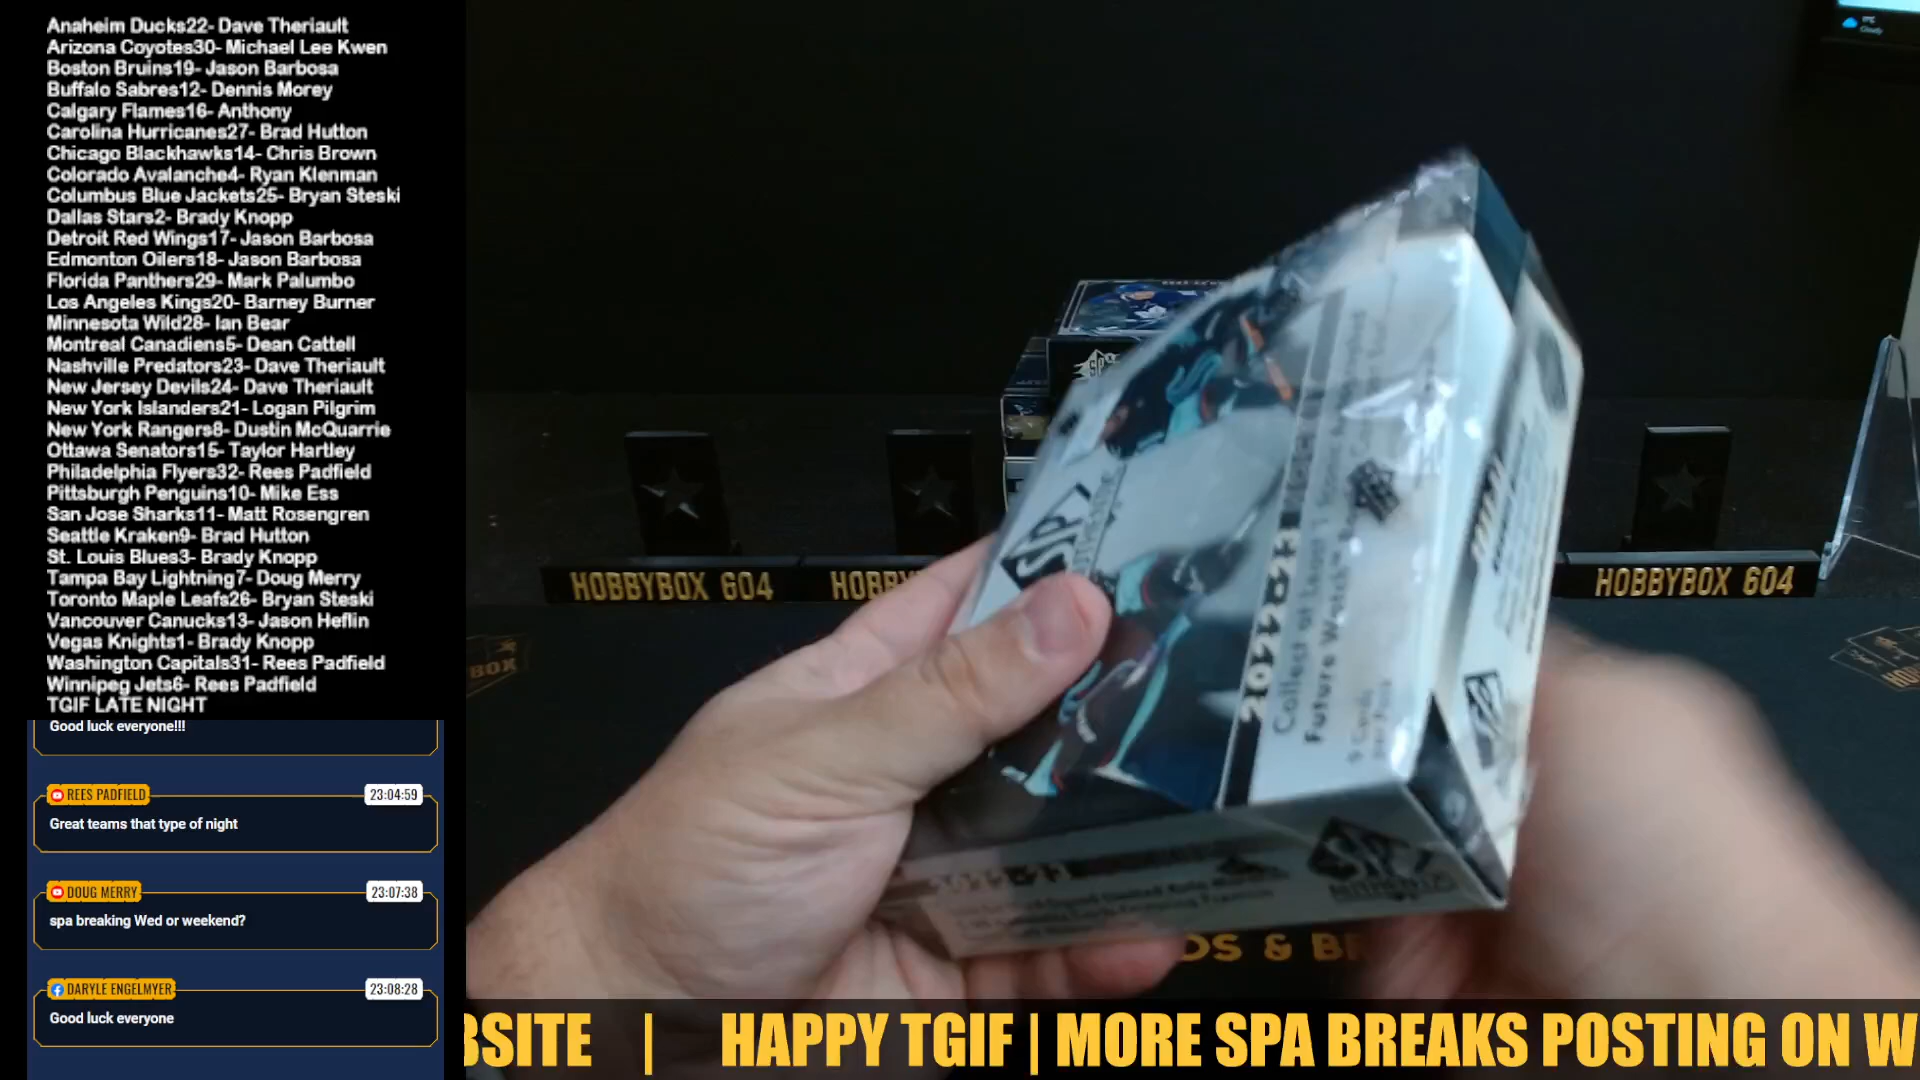 Anaheim Ducks22- Dave Theriault
Arizona Coyotes30- Michael Lee Kwen
Boston Bruins19- Jason Barbosa
Buffalo Sabres12- Dennis Morey
Calgary Flames16- Anthony
Carolina Hurricanes27- Brad Hutton
Chicago Blackhawks14- Chris Brown
Colorado Avalanche4- Ryan Klenman
Columbus Blue Jackets25- Bryan Steski
Dallas Stars2- Brady Knopp
Detroit Red Wings17- Jason Barbosa
Edmonton Oilers18- Jason Barbosa
Florida Panthers29- Mark Palumbo
Los Angeles Kings20- Barney Burner
Minnesota Wild28- Ian Bear
Montreal Canadiens5- Dean Cattell
Nashville Predators23- Dave Theriault
New Jersey Devils24- Dave Theriault
New York Islanders21- Logan Pilgrim
New York Rangers8- Dustin McQuarrie
Ottawa Senators15- Taylor Hartley
Philadelphia Flyers32- Rees Padfield
Pittsburgh Penguins10- Mike Ess
San Jose Sharks11- Matt Rosengren
Seattle Kraken9- Brad Hutton
St. Louis Blues3- Brady Knopp
Tampa Bay Lightning7- Doug Merry
Toronto Maple Leafs26- Bryan Steski
Vancouver Canucks13- Jason Heflin
Vegas Knights1- Brady Knopp
Washington Capitals31- Rees Padfield
Winnipeg Jets6- Rees Padfield
TGIF LATE NIGHT
Good luck everyone!!!
REES PADFIELD 23:04:59
Great teams that type of night
DOUG MERRY 23:07:38
spa breaking Wed or weekend?
DARYLE ENGELMYER 23:08:28
Good luck everyone
Cloudy
HOBBYBOX 604
HOBBYB
HOBBYBOX 604
BOX
SP
Collect at Least 1
Future Watch
9 Cards
per Pack
SP
DS & BR
BSITE | HAPPY TGIF | MORE SPA BREAKS POSTING ON W